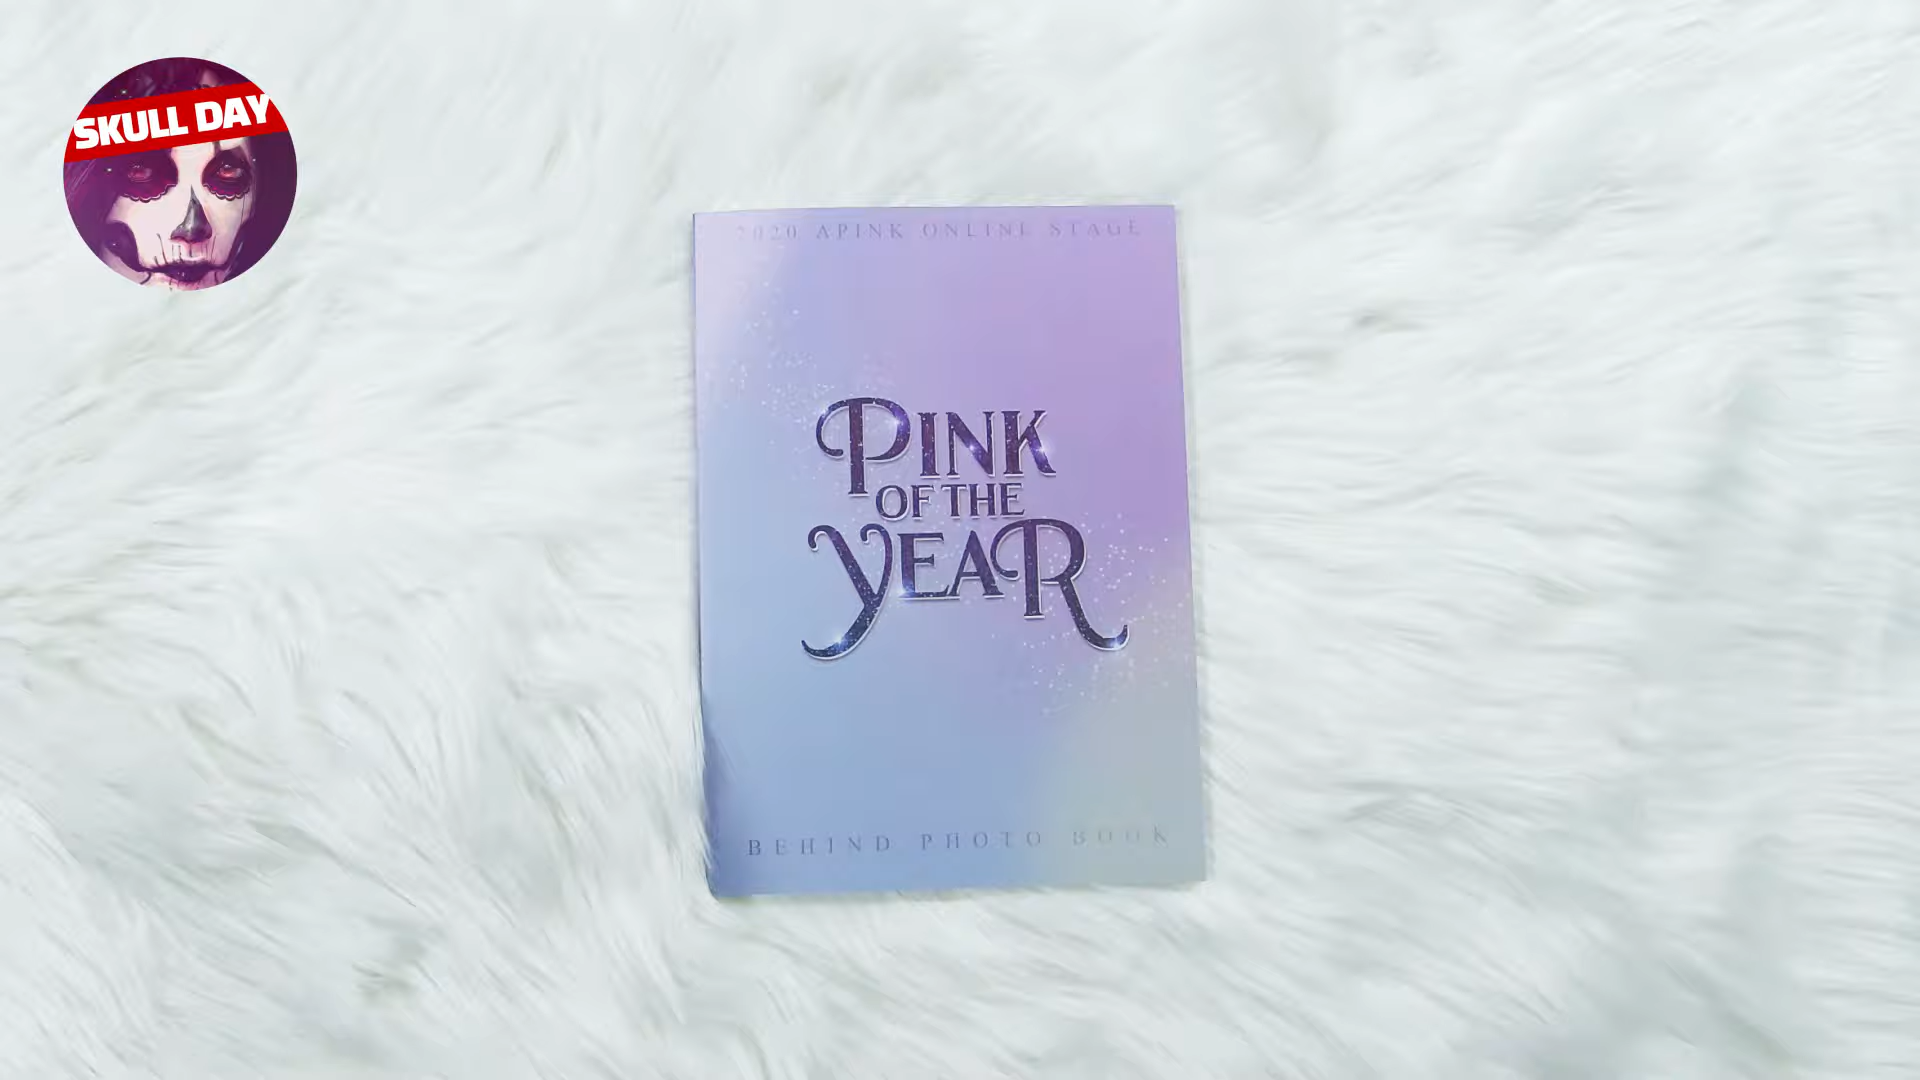 SKULL DAY
2020 APINK ONLINE STAGE
PINK
OF THE
YEAR
BEHIND PHOTO BOOK